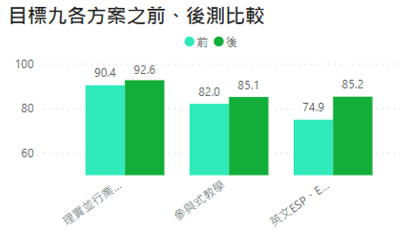 目標九各方案之前、後測比較
前 後
100
80
60
90.4 92.6
82.0 85.1
74.9 85.2
理實並行業...
參與式教學
英文ESP、E...